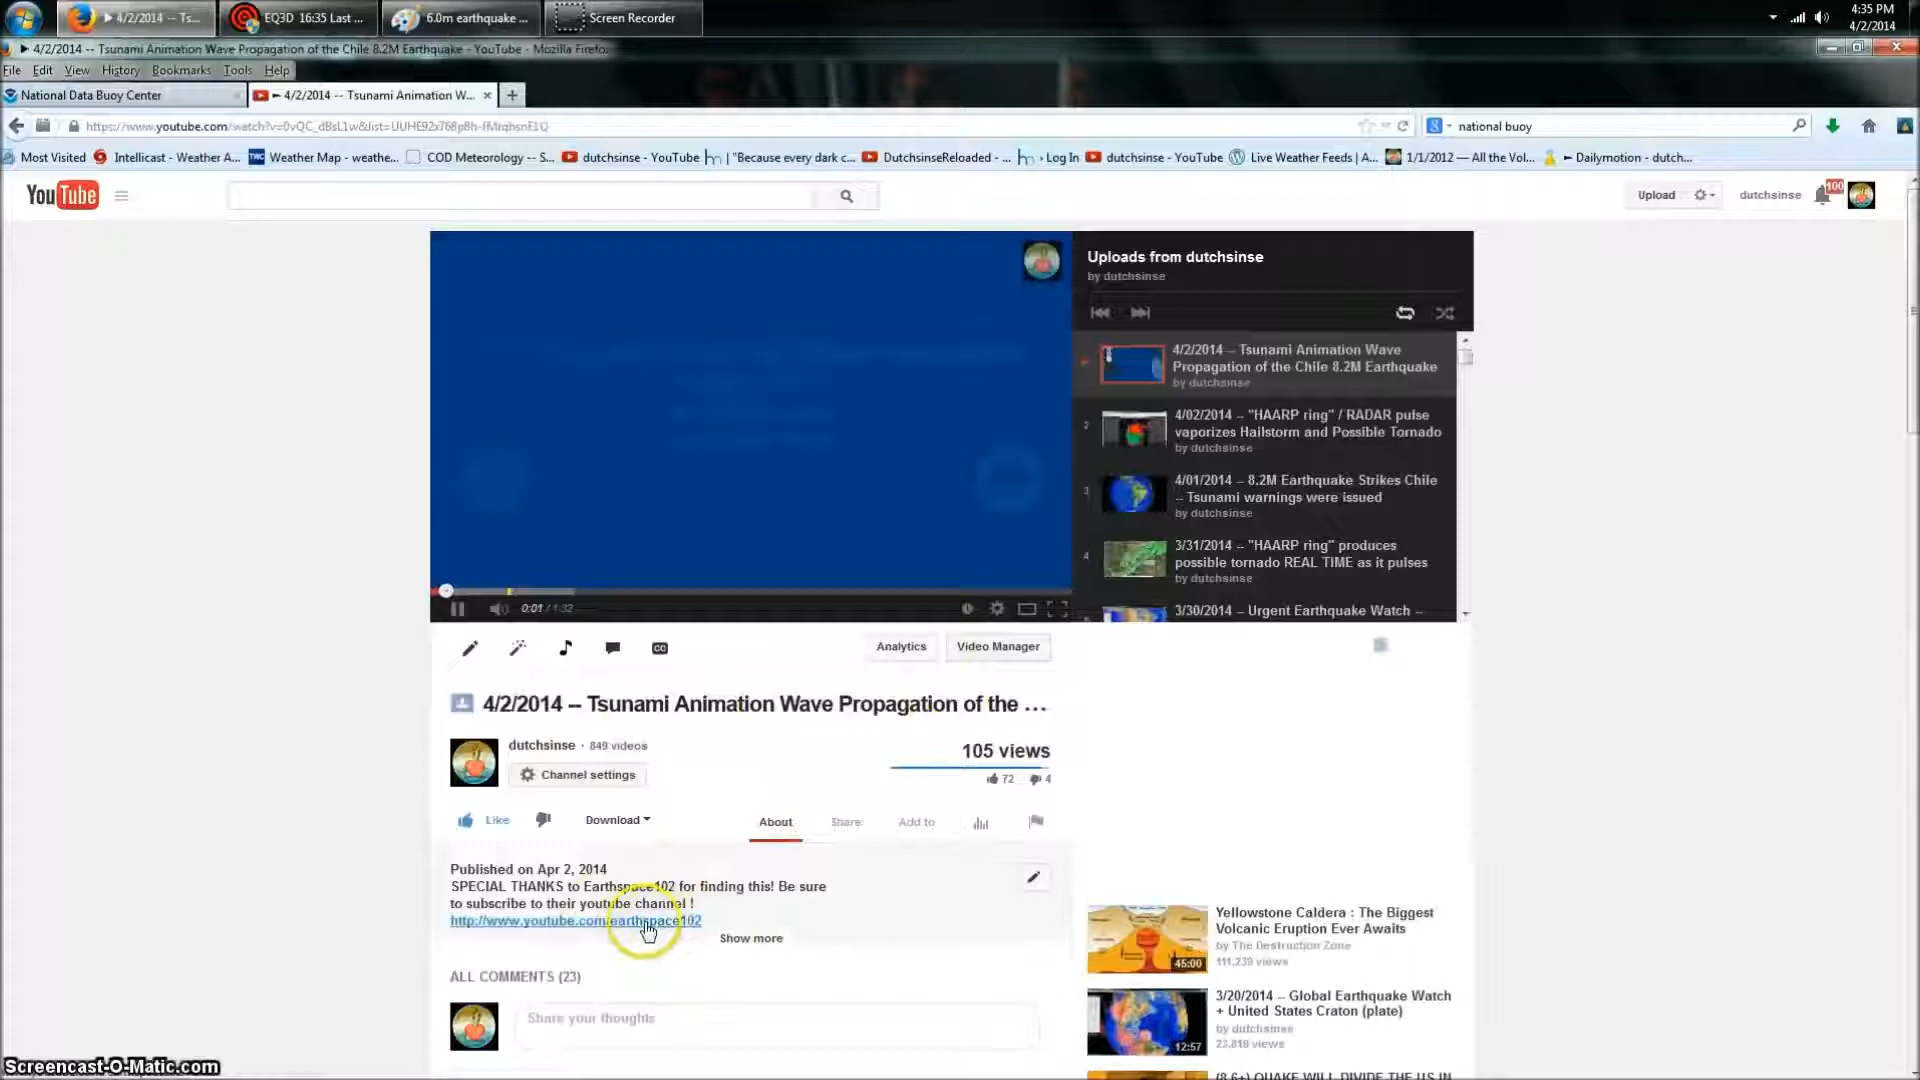 4/2/2014 -- Ts...
EQ3D 16:35 Last ...
6.0m earthquake ...
Screen Recorder
4:35 PM
4/2/2014
4/2/2014 -- Tsunami Animation Wave Propagation of the Chile 8.2M Earthquake - YouTube - Mozilla Firefox
File Edit View History Bookmarks Tools Help
National Data Buoy Center
4/2/2014 -- Tsunami Animation W...
national buoy
Most Visited
Intellicast - Weather A...
Weather Map - weathe...
COD Meteorology -- S...
dutchsinse - YouTube
"Because every dark c...
DutchsinseReloaded - ...
Log In
dutchsinse - YouTube
Live Weather Feeds | A...
1/1/2012 — All the Vol...
Dailymotion - dutch...
YouTube
Upload
dutchsinse
100
Uploads from dutchsinse
by dutchsinse
4/2/2014 -- Tsunami Animation Wave
Propagation of the Chile 8.2M Earthquake
by dutchsinse
2
4/02/2014 -- "HAARP ring" / RADAR pulse
vaporizes Hailstorm and Possible Tornado
by dutchsinse
3
4/01/2014 -- 8.2M Earthquake Strikes Chile
-- Tsunami warnings were issued
by dutchsinse
4
3/31/2014 -- "HAARP ring" produces
possible tornado REAL TIME as it pulses
by dutchsinse
3/30/2014 -- Urgent Earthquake Watch --
0:01 / 1:32
Analytics
Video Manager
4/2/2014 -- Tsunami Animation Wave Propagation of the ...
dutchsinse · 849 videos
105 views
Channel settings
72
4
Like
Download
About
Share
Add to
Published on Apr 2, 2014
SPECIAL THANKS to Earthspace102 for finding this! Be sure
to subscribe to their youtube channel !
http://www.youtube.com/earthspace102
Show more
ALL COMMENTS (23)
Share your thoughts
Yellowstone Caldera : The Biggest
Volcanic Eruption Ever Awaits
by The Destruction Zone
111,239 views
45:00
3/20/2014 -- Global Earthquake Watch
+ United States Craton (plate)
by dutchsinse
23,819 views
12:57
(8.6+) QUAKE WILL DIVIDE THE US IN
Screencast-O-Matic.com